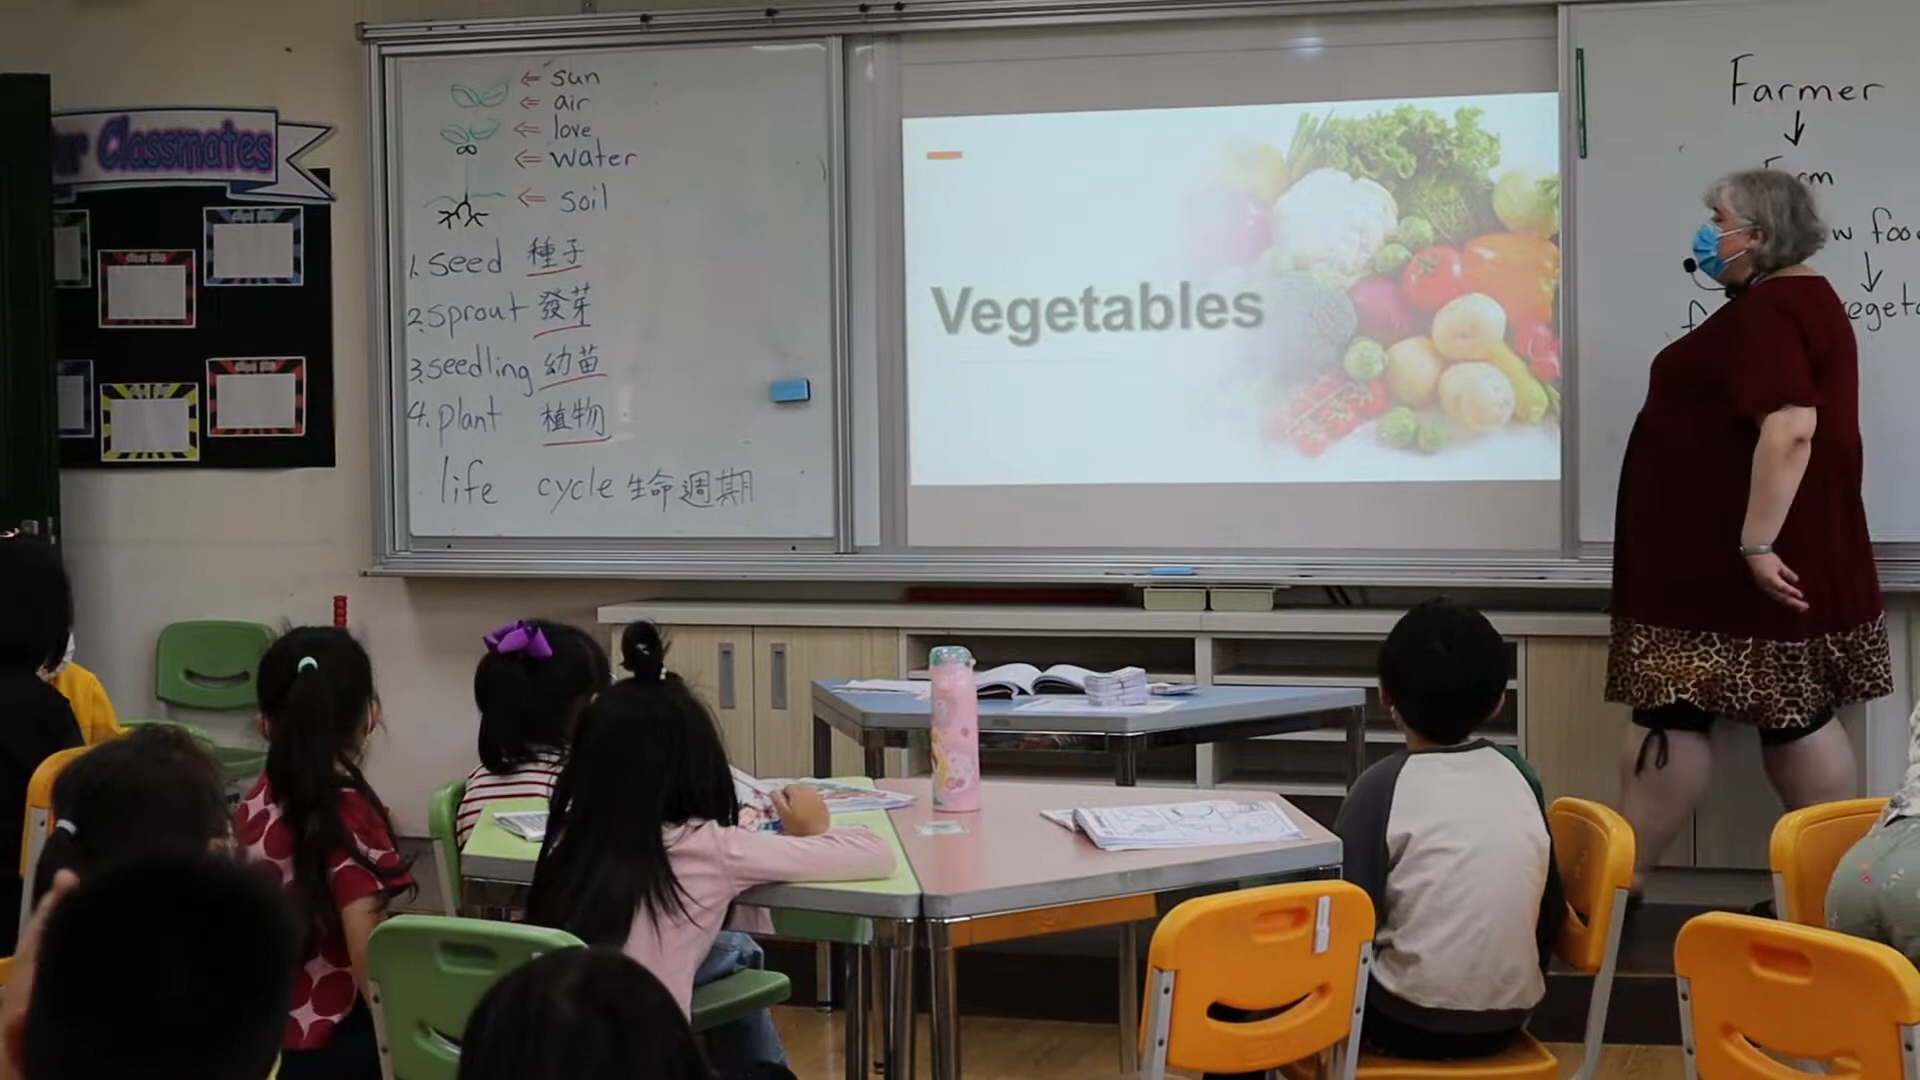 Classmates
sun
air
love
water
soil
1. seed 種子
2. sprout 發芽
3. seedling 幼苗
4. plant 植物
life cycle 生命週期
Vegetables
Farmer